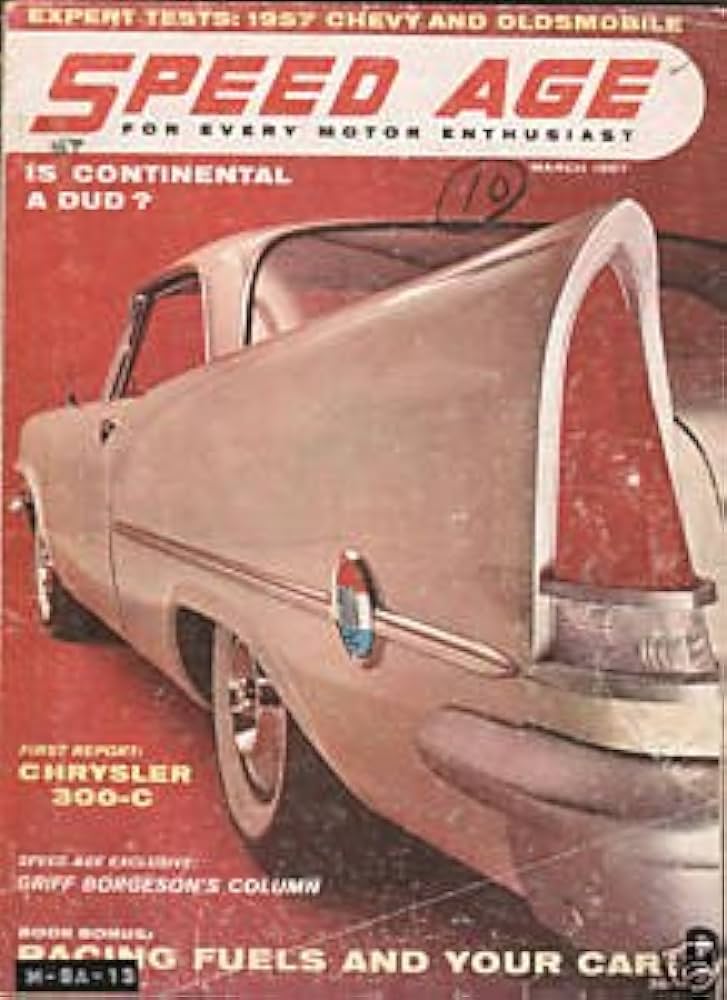 EXPERT TESTS: 1957 CHEVY AND OLDSMOBILE
SPEED AGE
FOR EVERY MOTOR ENTHUSIAST
MARCH 1957
IS CONTINENTAL
A DUD?
10
FIRST REPORT:
CHRYSLER
300-C
SPEED AGE EXCLUSIVE:
GRIFF BORGESON'S COLUMN
BOOK BONUS:
RACING FUELS AND YOUR CAR
M-SA-13